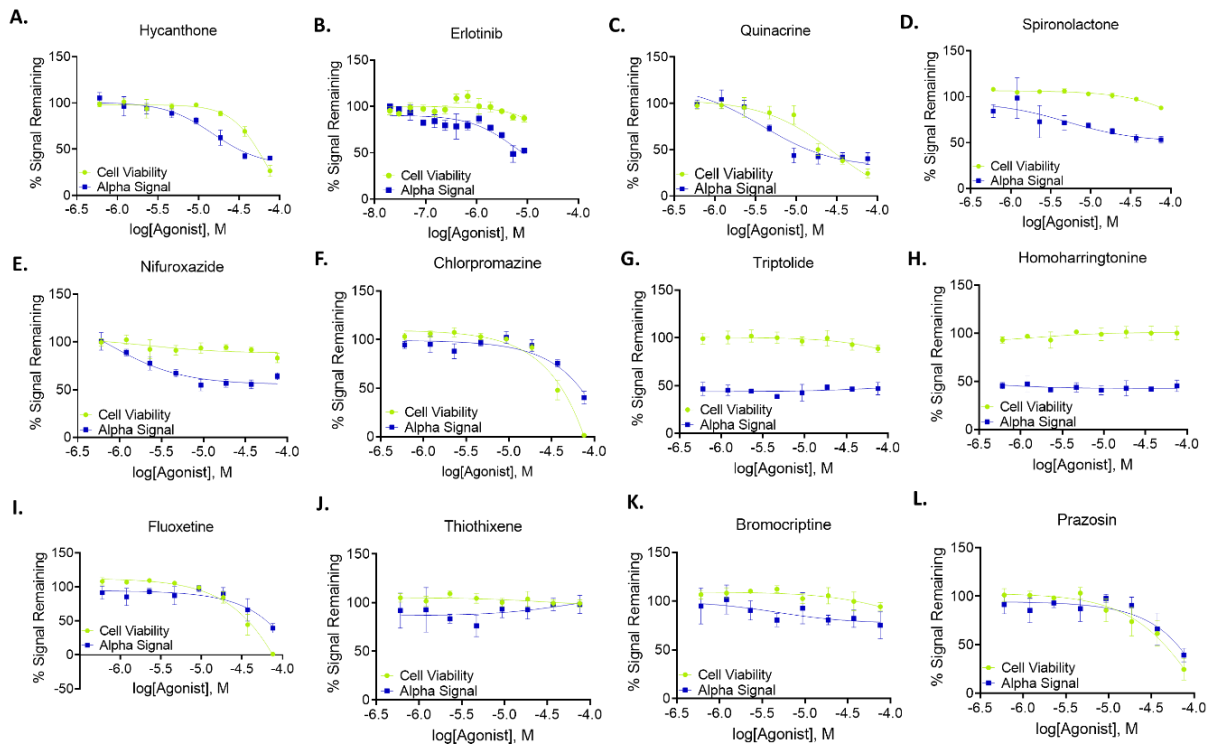 A.
Hycanthone
% Signal Remaining
150
100
50
0
Cell Viability
Alpha Signal
-6.5 -6.0 -5.5 -5.0 -4.5 -4.0
log[Agonist], M
B.
Erlotinib
% Signal Remaining
150
100
50
0
Cell Viability
Alpha Signal
-8.0 -7.0 -6.0 -5.0 -4.0
log[Agonist], M
C.
Quinacrine
% Signal Remaining
150
100
50
0
Cell Viability
Alpha Signal
-6.5 -6.0 -5.5 -5.0 -4.5 -4.0
log[Agonist], M
D.
Spironolactone
% Signal Remaining
150
100
50
0
Cell Viability
Alpha Signal
-6.5 -6.0 -5.5 -5.0 -4.5 -4.0
log[Agonist], M
E.
Nifuroxazide
% Signal Remaining
150
100
50
0
Cell Viability
Alpha Signal
-6.5 -6.0 -5.5 -5.0 -4.5 -4.0
log[Agonist], M
F.
Chlorpromazine
% Signal Remaining
150
100
50
0
Cell Viability
Alpha Signal
-6.5 -6.0 -5.5 -5.0 -4.5 -4.0
log[Agonist], M
G.
Triptolide
% Signal Remaining
150
100
50
0
Cell Viability
Alpha Signal
-6.5 -6.0 -5.5 -5.0 -4.5 -4.0
log[Agonist], M
H.
Homoharringtonine
% Signal Remaining
150
100
50
0
Cell Viability
Alpha Signal
-6.5 -6.0 -5.5 -5.0 -4.5 -4.0
log[Agonist], M
I.
Fluoxetine
% Signal Remaining
150
100
50
0
-50
Cell Viability
Alpha Signal
-6.5 -6.0 -5.5 -5.0 -4.5 -4.0
log[Agonist], M
J.
Thiothixene
% Signal Remaining
150
100
50
0
Cell Viability
Alpha Signal
-6.5 -6.0 -5.5 -5.0 -4.5 -4.0
log[Agonist], M
K.
Bromocriptine
% Signal Remaining
150
100
50
0
Cell Viability
Alpha Signal
-6.5 -6.0 -5.5 -5.0 -4.5 -4.0
log[Agonist], M
L.
Prazosin
% Signal Remaining
150
100
50
0
Cell Viability
Alpha Signal
-6.5 -6.0 -5.5 -5.0 -4.5 -4.0
log[Agonist], M